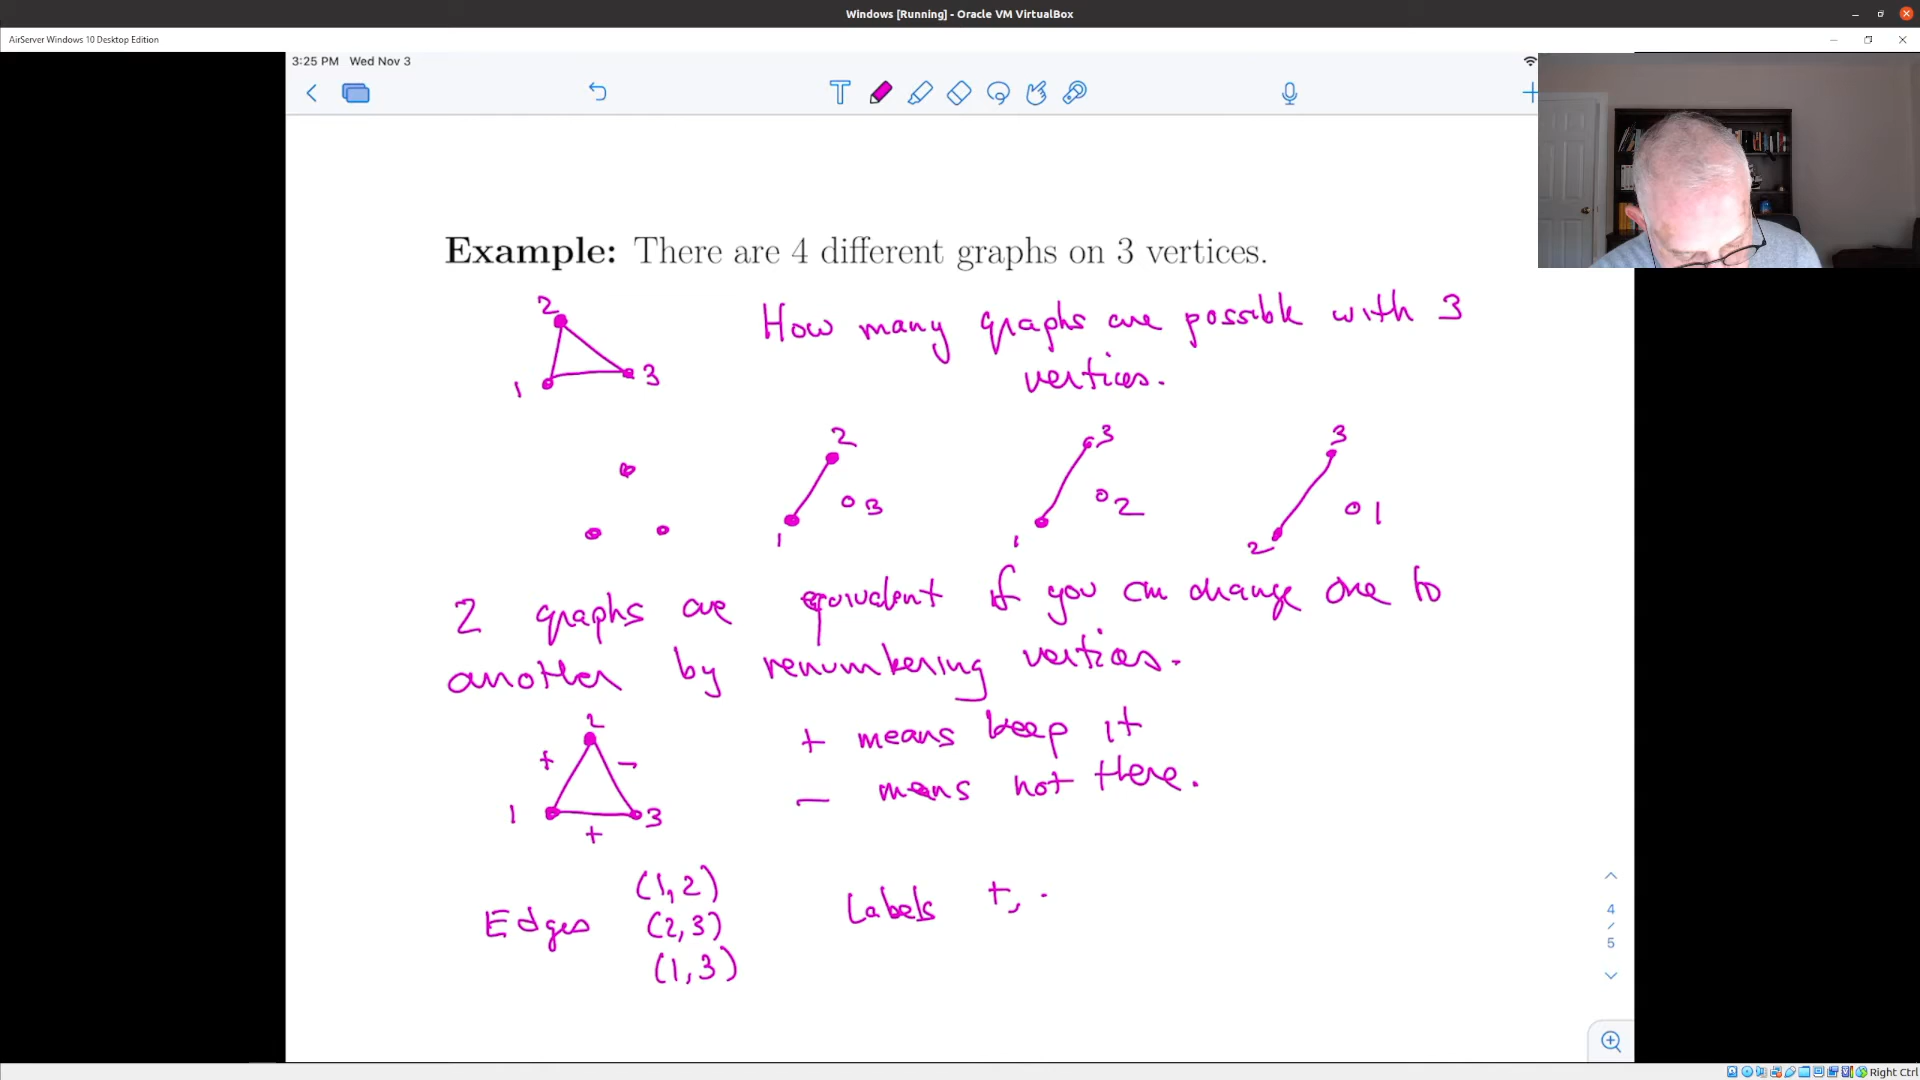 Windows [Running] - Oracle VM VirtualBox
AirServer Windows 10 Desktop Edition
3:25 PM Wed Nov 3
Example: There are 4 different graphs on 3 vertices.
2
1 3
How many graphs are possible with 3
vertices.
2
3
1
3
2
1
3
1
2
2 graphs are equivalent if you can change one to
another by renumbering vertices.
2
+ -
1 3
+
+ means keep it
- means not there.
Edges (1,2)
(2,3)
(1,3)
Labels +, -
4
/
5
Right Ctrl